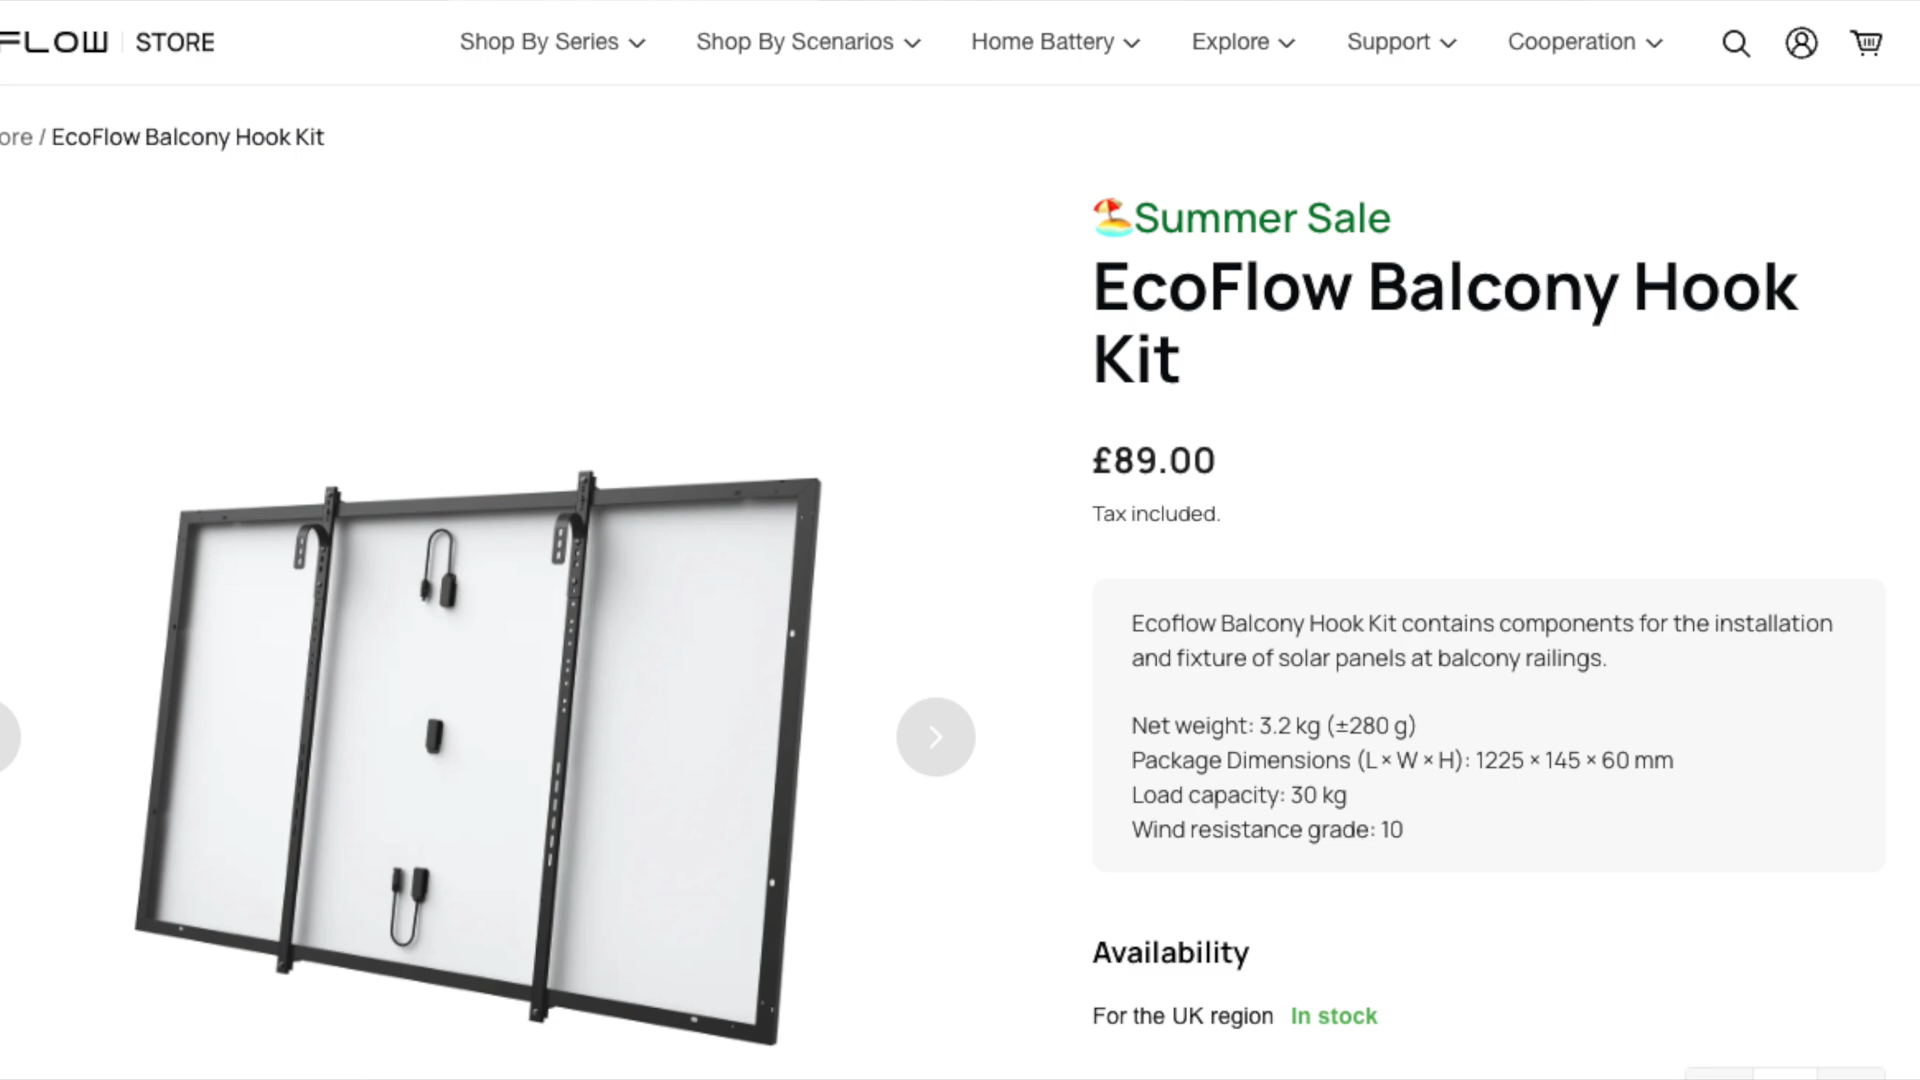 FLOW STORE
Shop By Series
Shop By Scenarios
Home Battery
Explore
Support
Cooperation
ore / EcoFlow Balcony Hook Kit
Summer Sale
EcoFlow Balcony Hook
Kit
£89.00
Tax included.
Ecoflow Balcony Hook Kit contains components for the installation
and fixture of solar panels at balcony railings.
Net weight: 3.2 kg (±280 g)
Package Dimensions (L × W × H): 1225 × 145 × 60 mm
Load capacity: 30 kg
Wind resistance grade: 10
Availability
For the UK region In stock